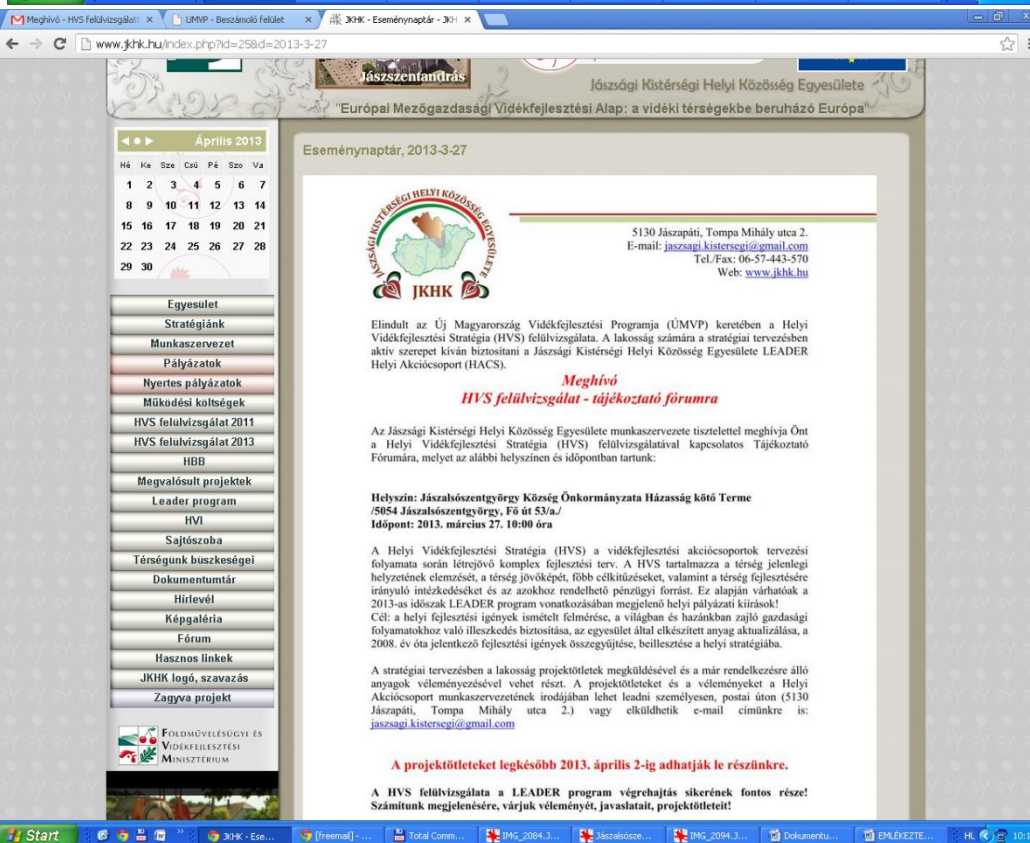 Meghívó - HVS felülvizsgálat
UMVP - Beszámoló felület
JKHK - Eseménynaptár - JKH
www.jkhk.hu/index.php?id=25&d=2013-3-27
Jászszentandrás
Jászsági Kistérségi Helyi Közösség Egyesülete
"Európai Mezőgazdasági Vidékfejlesztési Alap: a vidéki térségekbe beruházó Európa"
Április 2013
Hé Ke Sze Csü Pé Szo Va
1 2 3 4 5 6 7
8 9 10 11 12 13 14
15 16 17 18 19 20 21
22 23 24 25 26 27 28
29 30
Egyesület
Stratégiánk
Munkaszervezet
Pályázatok
Nyertes pályázatok
Működési költségek
HVS felülvizsgálat 2011
HVS felülvizsgálat 2013
HBB
Megvalósult projektek
Leader program
HVI
Sajtószoba
Térségünk büszkeségei
Dokumentumtár
Hírlevél
Képgaléria
Fórum
Hasznos linkek
JKHK logó, szavazás
Zagyva projekt
FÖLDMŰVELÉSÜGYI ÉS
VIDÉKFEJLESZTÉSI
MINISZTÉRIUM
Eseménynaptár, 2013-3-27
JÁSZSÁGI KISTÉRSÉGI HELYI KÖZÖSSÉG EGYESÜLETE
JKHK
5130 Jászapáti, Tompa Mihály utca 2.
E-mail: jaszsagi.kistersegi@gmail.com
Tel./Fax: 06-57-443-570
Web: www.jkhk.hu
Elindult az Új Magyarország Vidékfejlesztési Programja (ÚMVP) keretében a Helyi
Vidékfejlesztési Stratégia (HVS) felülvizsgálata. A lakosság számára a stratégiai tervezésben
aktív szerepet kíván biztosítani a Jászsági Kistérségi Helyi Közösség Egyesülete LEADER
Helyi Akciócsoport (HACS).
Meghívó
HVS felülvizsgálat - tájékoztató fórumra
Az Jászsági Kistérségi Helyi Közösség Egyesülete munkaszervezete tisztelettel meghívja Önt
a Helyi Vidékfejlesztési Stratégia (HVS) felülvizsgálatával kapcsolatos Tájékoztató
Fórumára, melyet az alábbi helyszínen és időpontban tartunk:
Helyszín: Jászalsószentgyörgy Község Önkormányzata Házasság kötő Terme
/5054 Jászalsószentgyörgy, Fő út 53/a./
Időpont: 2013. március 27. 10:00 óra
A Helyi Vidékfejlesztési Stratégia (HVS) a vidékfejlesztési akciócsoportok tervezési
folyamata során létrejövő komplex fejlesztési terv. A HVS tartalmazza a térség jelenlegi
helyzetének elemzését, a térség jövőképét, főbb célkitűzéseket, valamint a térség fejlesztésére
irányuló intézkedéséket és az azokhoz rendelhető pénzügyi forrást. Ez alapján várhatóak a
2013-as időszak LEADER program vonatkozásában megjelenő helyi pályázati kiírások!
Cél: a helyi fejlesztési igények ismételt felmérése, a világban és hazánkban zajló gazdasági
folyamatokhoz való illeszkedés biztosítása, az egyesület által elkészített anyag aktualizálása, a
2008. év óta jelentkező fejlesztési igények összegyűjtése, beillesztése a helyi stratégiába.
A stratégiai tervezésben a lakosság projektötletek megküldésével és a már rendelkezésre álló
anyagok véleményezésével vehet részt. A projektötleteket és a véleményeket a Helyi
Akciócsoport munkaszervezetének irodájában lehet leadni személyesen, postai úton (5130
Jászapáti, Tompa Mihály utca 2.) vagy elküldhetik e-mail címünkre is:
jaszsagi.kistersegi@gmail.com
A projektötleteket legkésőbb 2013. április 2-ig adhatják le részünkre.
A HVS felülvizsgálata a LEADER program végrehajtás sikerének fontos része!
Számítunk megjelenésére, várjuk véleményét, javaslatait, projektötleteit!
Start
JKHK - Ese...
[freemail] - ...
Total Comm...
IMG_2084.J...
Jászalsósze...
IMG_2094.J...
Dokumentu...
EMLÉKEZTE...
HL
10:1